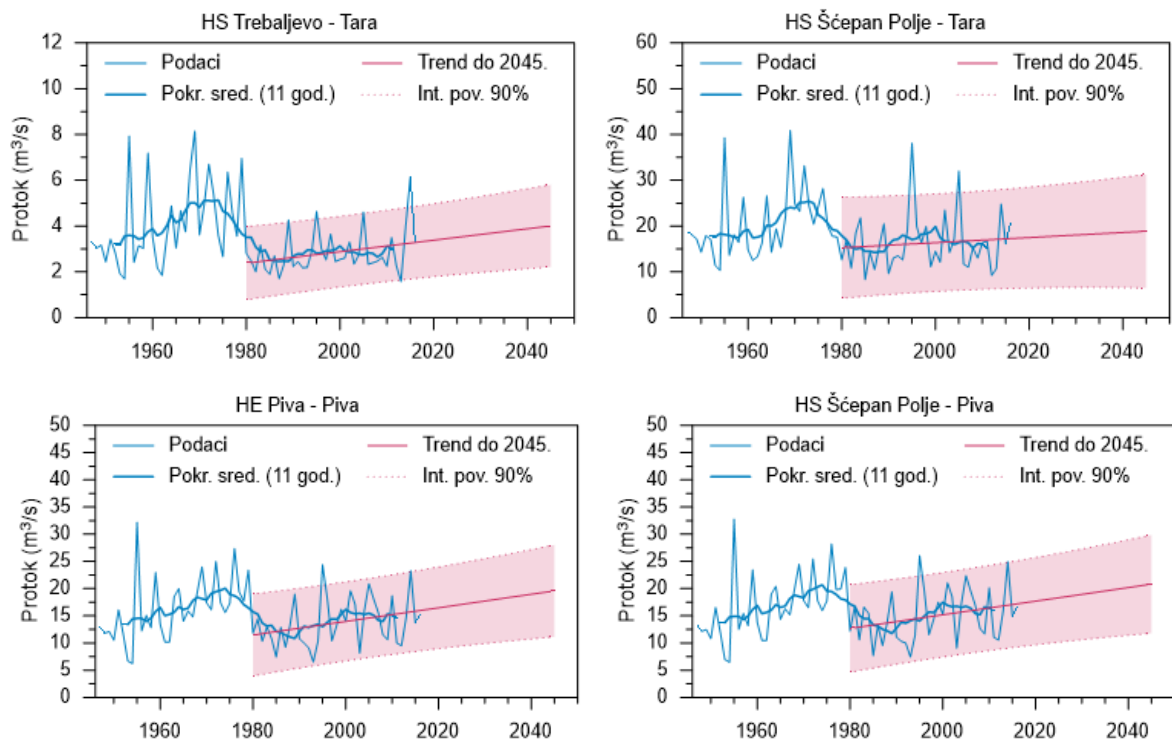 HS Trebaljevo - Tara
12
10
8
6
4
2
0
Protok (m³/s)
Podaci
Pokr. sred. (11 god.)
Trend do 2045.
Int. pov. 90%
1960 1980 2000 2020 2040
HS Šćepan Polje - Tara
60
50
40
30
20
10
0
Protok (m³/s)
Podaci
Pokr. sred. (11 god.)
Trend do 2045.
Int. pov. 90%
1960 1980 2000 2020 2040
HE Piva - Piva
50
45
40
35
30
25
20
15
10
5
0
Protok (m³/s)
Podaci
Pokr. sred. (11 god.)
Trend do 2045.
Int. pov. 90%
1960 1980 2000 2020 2040
HS Šćepan Polje - Piva
50
45
40
35
30
25
20
15
10
5
0
Protok (m³/s)
Podaci
Pokr. sred. (11 god.)
Trend do 2045.
Int. pov. 90%
1960 1980 2000 2020 2040